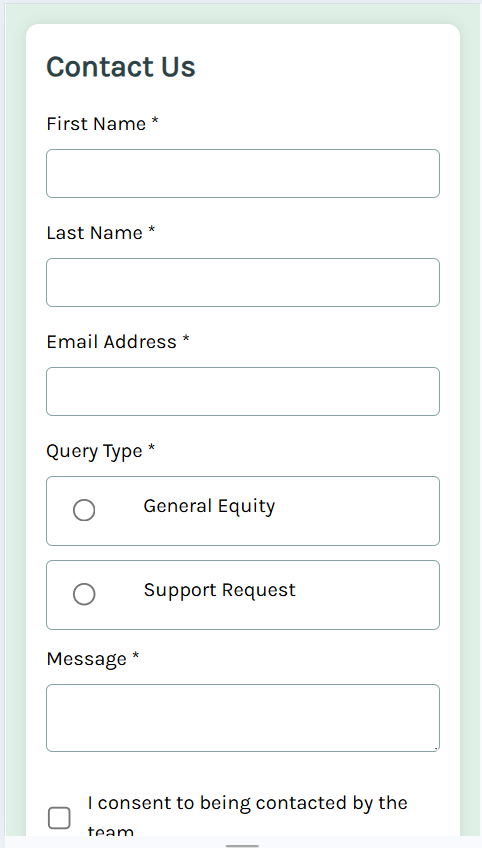 Contact Us
First Name *
Last Name *
Email Address *
Query Type *
General Equity
Support Request
Message *
I consent to being contacted by the
team